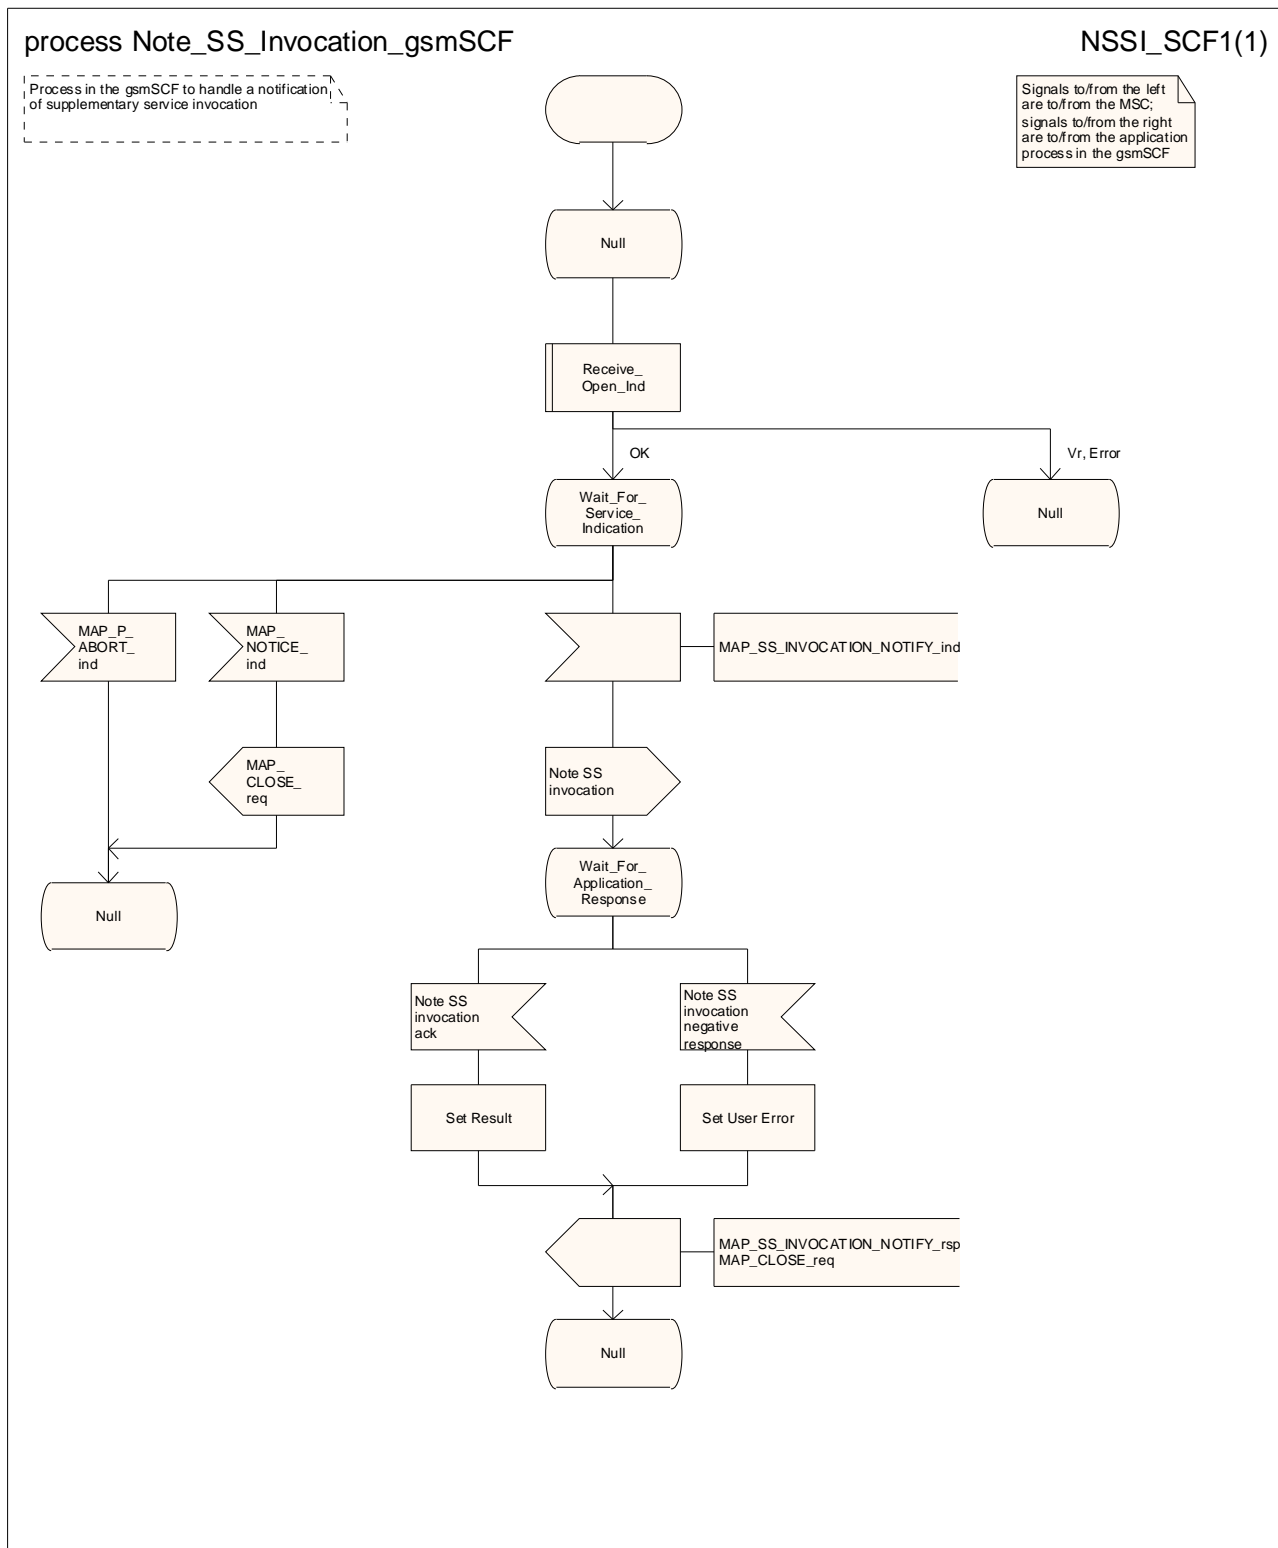 process Note_SS_Invocation_gsmSCF
NSSI_SCF1(1)
Process in the gsmSCF to handle a notification
of supplementary service invocation
Signals to/from the left
are to/from the MSC;
signals to/from the right
are to/from the application
process in the gsmSCF
Null
Receive_
Open_Ind
OK
Vr, Error
Wait_For_
Service_
Indication
Null
MAP_P_
ABORT_
ind
MAP_
NOTICE_
ind
MAP_SS_INVOCATION_NOTIFY_ind
MAP_
CLOSE_
req
Note SS
invocation
Wait_For_
Application_
Response
Null
Note SS
invocation
ack
Note SS
invocation
negative
response
Set Result
Set User Error
MAP_SS_INVOCATION_NOTIFY_rsp
MAP_CLOSE_req
Null